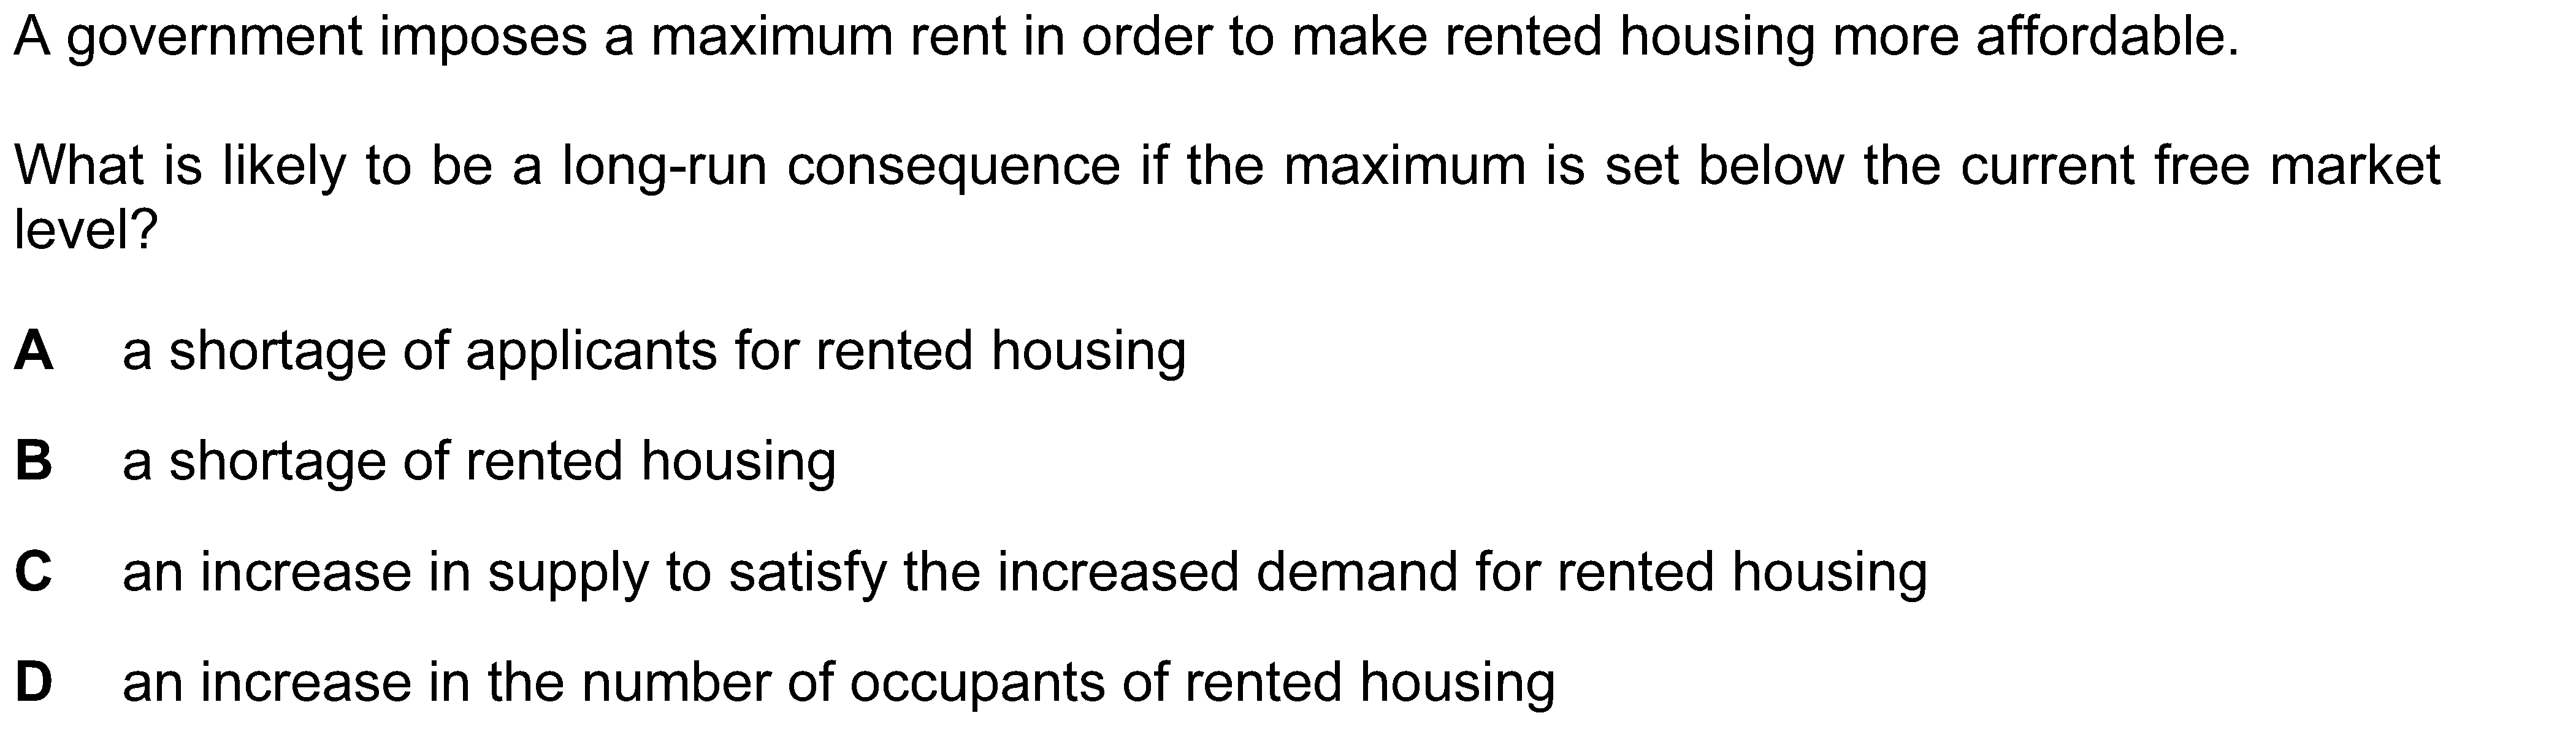 A government imposes a maximum rent in order to make rented housing more affordable.
What is likely to be a long-run consequence if the maximum is set below the current free market
level?
A a shortage of applicants for rented housing
B a shortage of rented housing
C an increase in supply to satisfy the increased demand for rented housing
D an increase in the number of occupants of rented housing